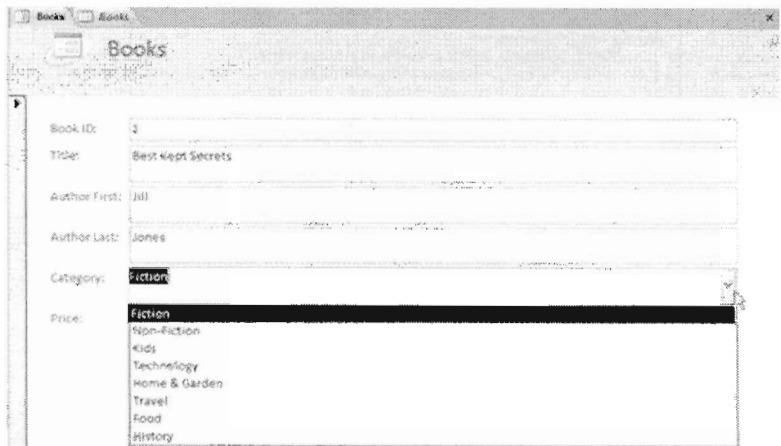 Books Books
Books
Book ID: 1
Title: Best Kept Secrets
Author First: Jill
Author Last: Jones
Category: Fiction
Price: Fiction
Non-Fiction
Kids
Technology
Home & Garden
Travel
Food
History